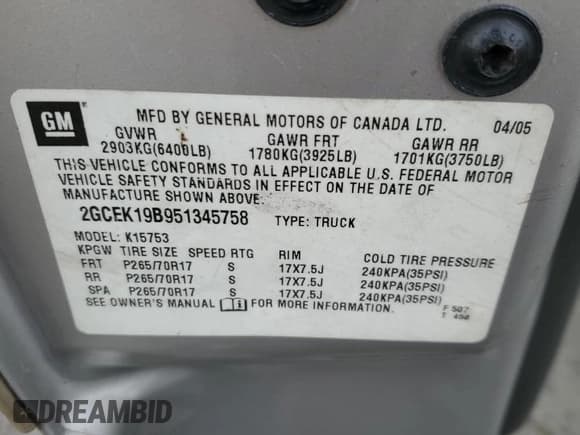 GM
MFD BY GENERAL MOTORS OF CANADA LTD. 04/05
GVWR GAWR FRT GAWR RR
2903KG(6400LB) 1780KG(3925LB) 1701KG(3750LB)
THIS VEHICLE CONFORMS TO ALL APPLICABLE U.S. FEDERAL MOTOR
VEHICLE SAFETY STANDARDS IN EFFECT ON THE DATE OF
MANUFACTURE SHOWN ABOVE.
2GCEK19B951345758 TYPE: TRUCK
MODEL: K15753
KPGW TIRE SIZE SPEED RTG RIM COLD TIRE PRESSURE
FRT P265/70R17 S 17X7.5J 240KPA(35PSI)
RR P265/70R17 S 17X7.5J 240KPA(35PSI)
SPA P265/70R17 S 17X7.5J 240KPA(35PSI)
SEE OWNER'S MANUAL FOR MORE INFORMATION.
F 507
T 450
DREAMBID